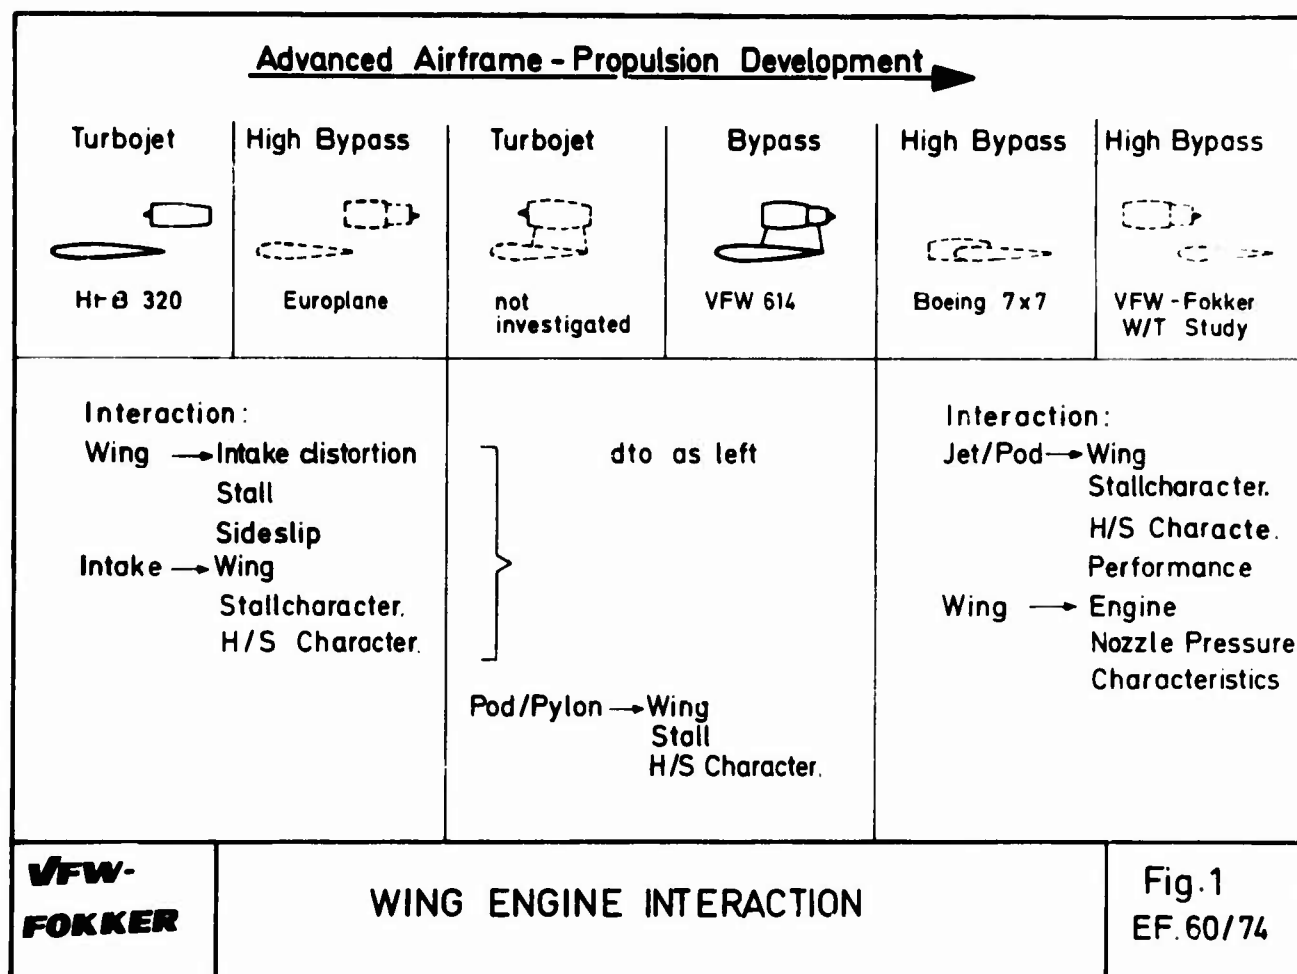 Advanced Airframe - Propulsion Development
Turbojet
High Bypass
Turbojet
Bypass
High Bypass
High Bypass
HFB 320
Europlane
not
investigated
VFW 614
Boeing 7x7
VFW - Fokker
W/T Study
Interaction:
Wing → Intake distortion
Stall
Sideslip
Intake → Wing
Stallcharacter.
H/S Character.
dto as left
Pod/Pylon → Wing
Stall
H/S Character.
Interaction:
Jet/Pod → Wing
Stallcharacter.
H/S Characte.
Performance
Wing → Engine
Nozzle Pressure
Characteristics
VFW-
FOKKER
WING ENGINE INTERACTION
Fig.1
EF.60/74